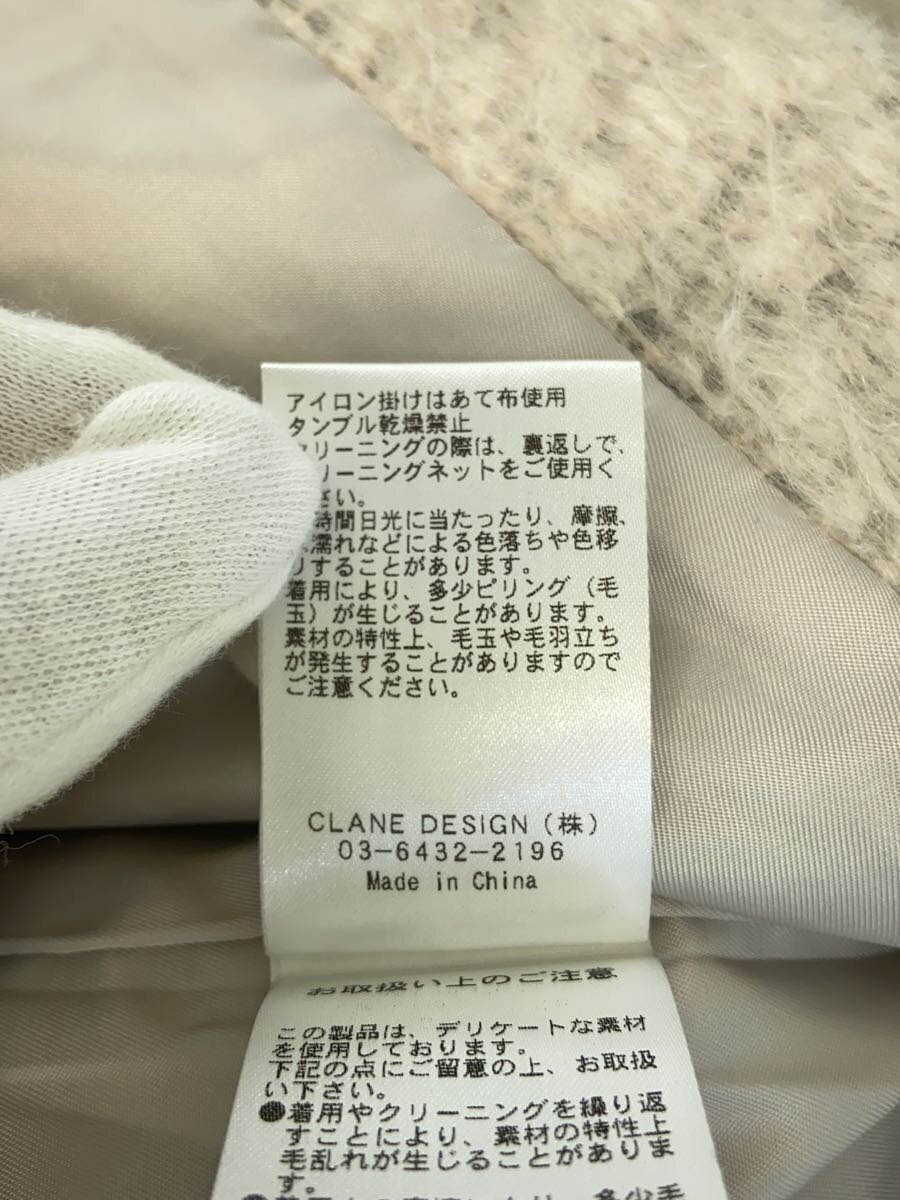 アイロン掛けはあて布使用
タンブル乾燥禁止
クリーニングの際は、裏返しで、
リーニングネットをご使用く
さい。
時間日光に当たったり、摩擦、
濡れなどによる色落ちや色移
りすることがあります。
着用により、多少ピリング（毛
玉）が生じることがあります。
素材の特性上、毛玉や毛羽立ち
が発生することがありますので
ご注意ください。
CLANE DESIGN（株）
03-6432-2196
Made in China
お取扱い上のご注意
この製品は、デリケートな素材
を使用しております。
下記の点にご留意の上、お取扱
い下さい。
●着用やクリーニングを繰り返
すことにより、素材の特性上
毛乱れが生じることがありま
す。